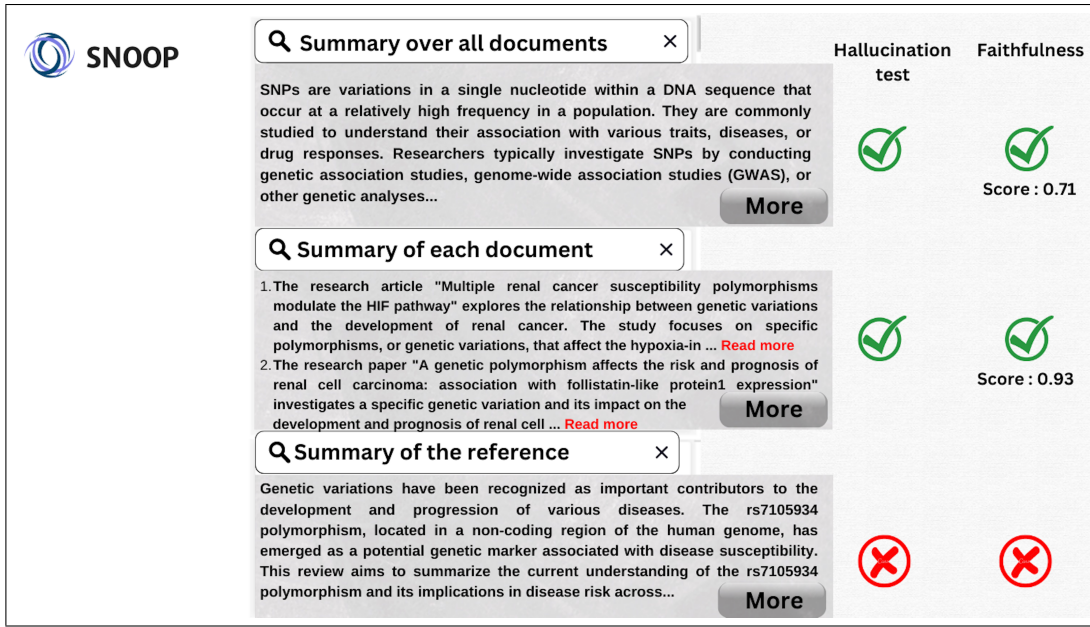 SNOOP
Summary over all documents ×
Hallucination test
Faithfulness
SNPs are variations in a single nucleotide within a DNA sequence that
occur at a relatively high frequency in a population. They are commonly
studied to understand their association with various traits, diseases, or
drug responses. Researchers typically investigate SNPs by conducting
genetic association studies, genome-wide association studies (GWAS), or
other genetic analyses...
More
Score : 0.71
Summary of each document ×
1. The research article "Multiple renal cancer susceptibility polymorphisms
modulate the HIF pathway" explores the relationship between genetic variations
and the development of renal cancer. The study focuses on specific
polymorphisms, or genetic variations, that affect the hypoxia-in ... Read more
2. The research paper "A genetic polymorphism affects the risk and prognosis of
renal cell carcinoma: association with follistatin-like protein1 expression"
investigates a specific genetic variation and its impact on the
development and prognosis of renal cell ... Read more
More
Score : 0.93
Summary of the reference ×
Genetic variations have been recognized as important contributors to the
development and progression of various diseases. The rs7105934
polymorphism, located in a non-coding region of the human genome, has
emerged as a potential genetic marker associated with disease susceptibility.
This review aims to summarize the current understanding of the rs7105934
polymorphism and its implications in disease risk across...
More